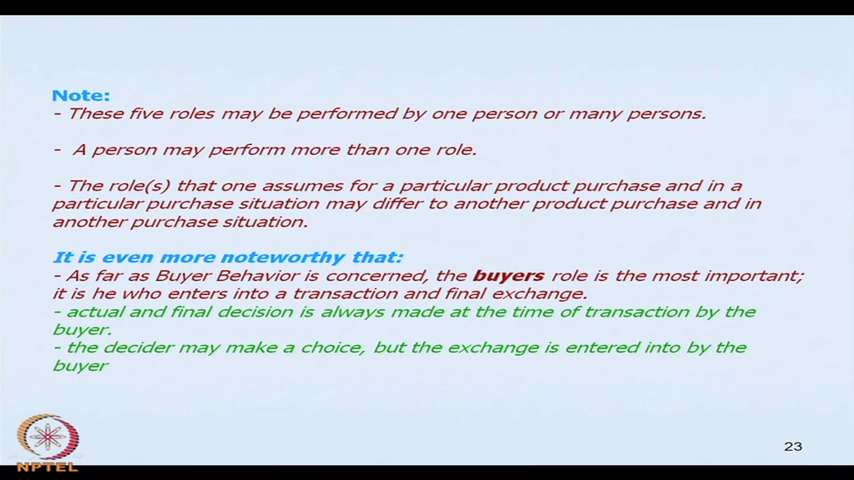 Note:
- These five roles may be performed by one person or many persons.
- A person may perform more than one role.
- The role(s) that one assumes for a particular product purchase and in a
particular purchase situation may differ to another product purchase and in
another purchase situation.
It is even more noteworthy that:
- As far as Buyer Behavior is concerned, the buyers role is the most important;
it is he who enters into a transaction and final exchange.
- actual and final decision is always made at the time of transaction by the
buyer.
- the decider may make a choice, but the exchange is entered into by the
buyer
23
NPTEL